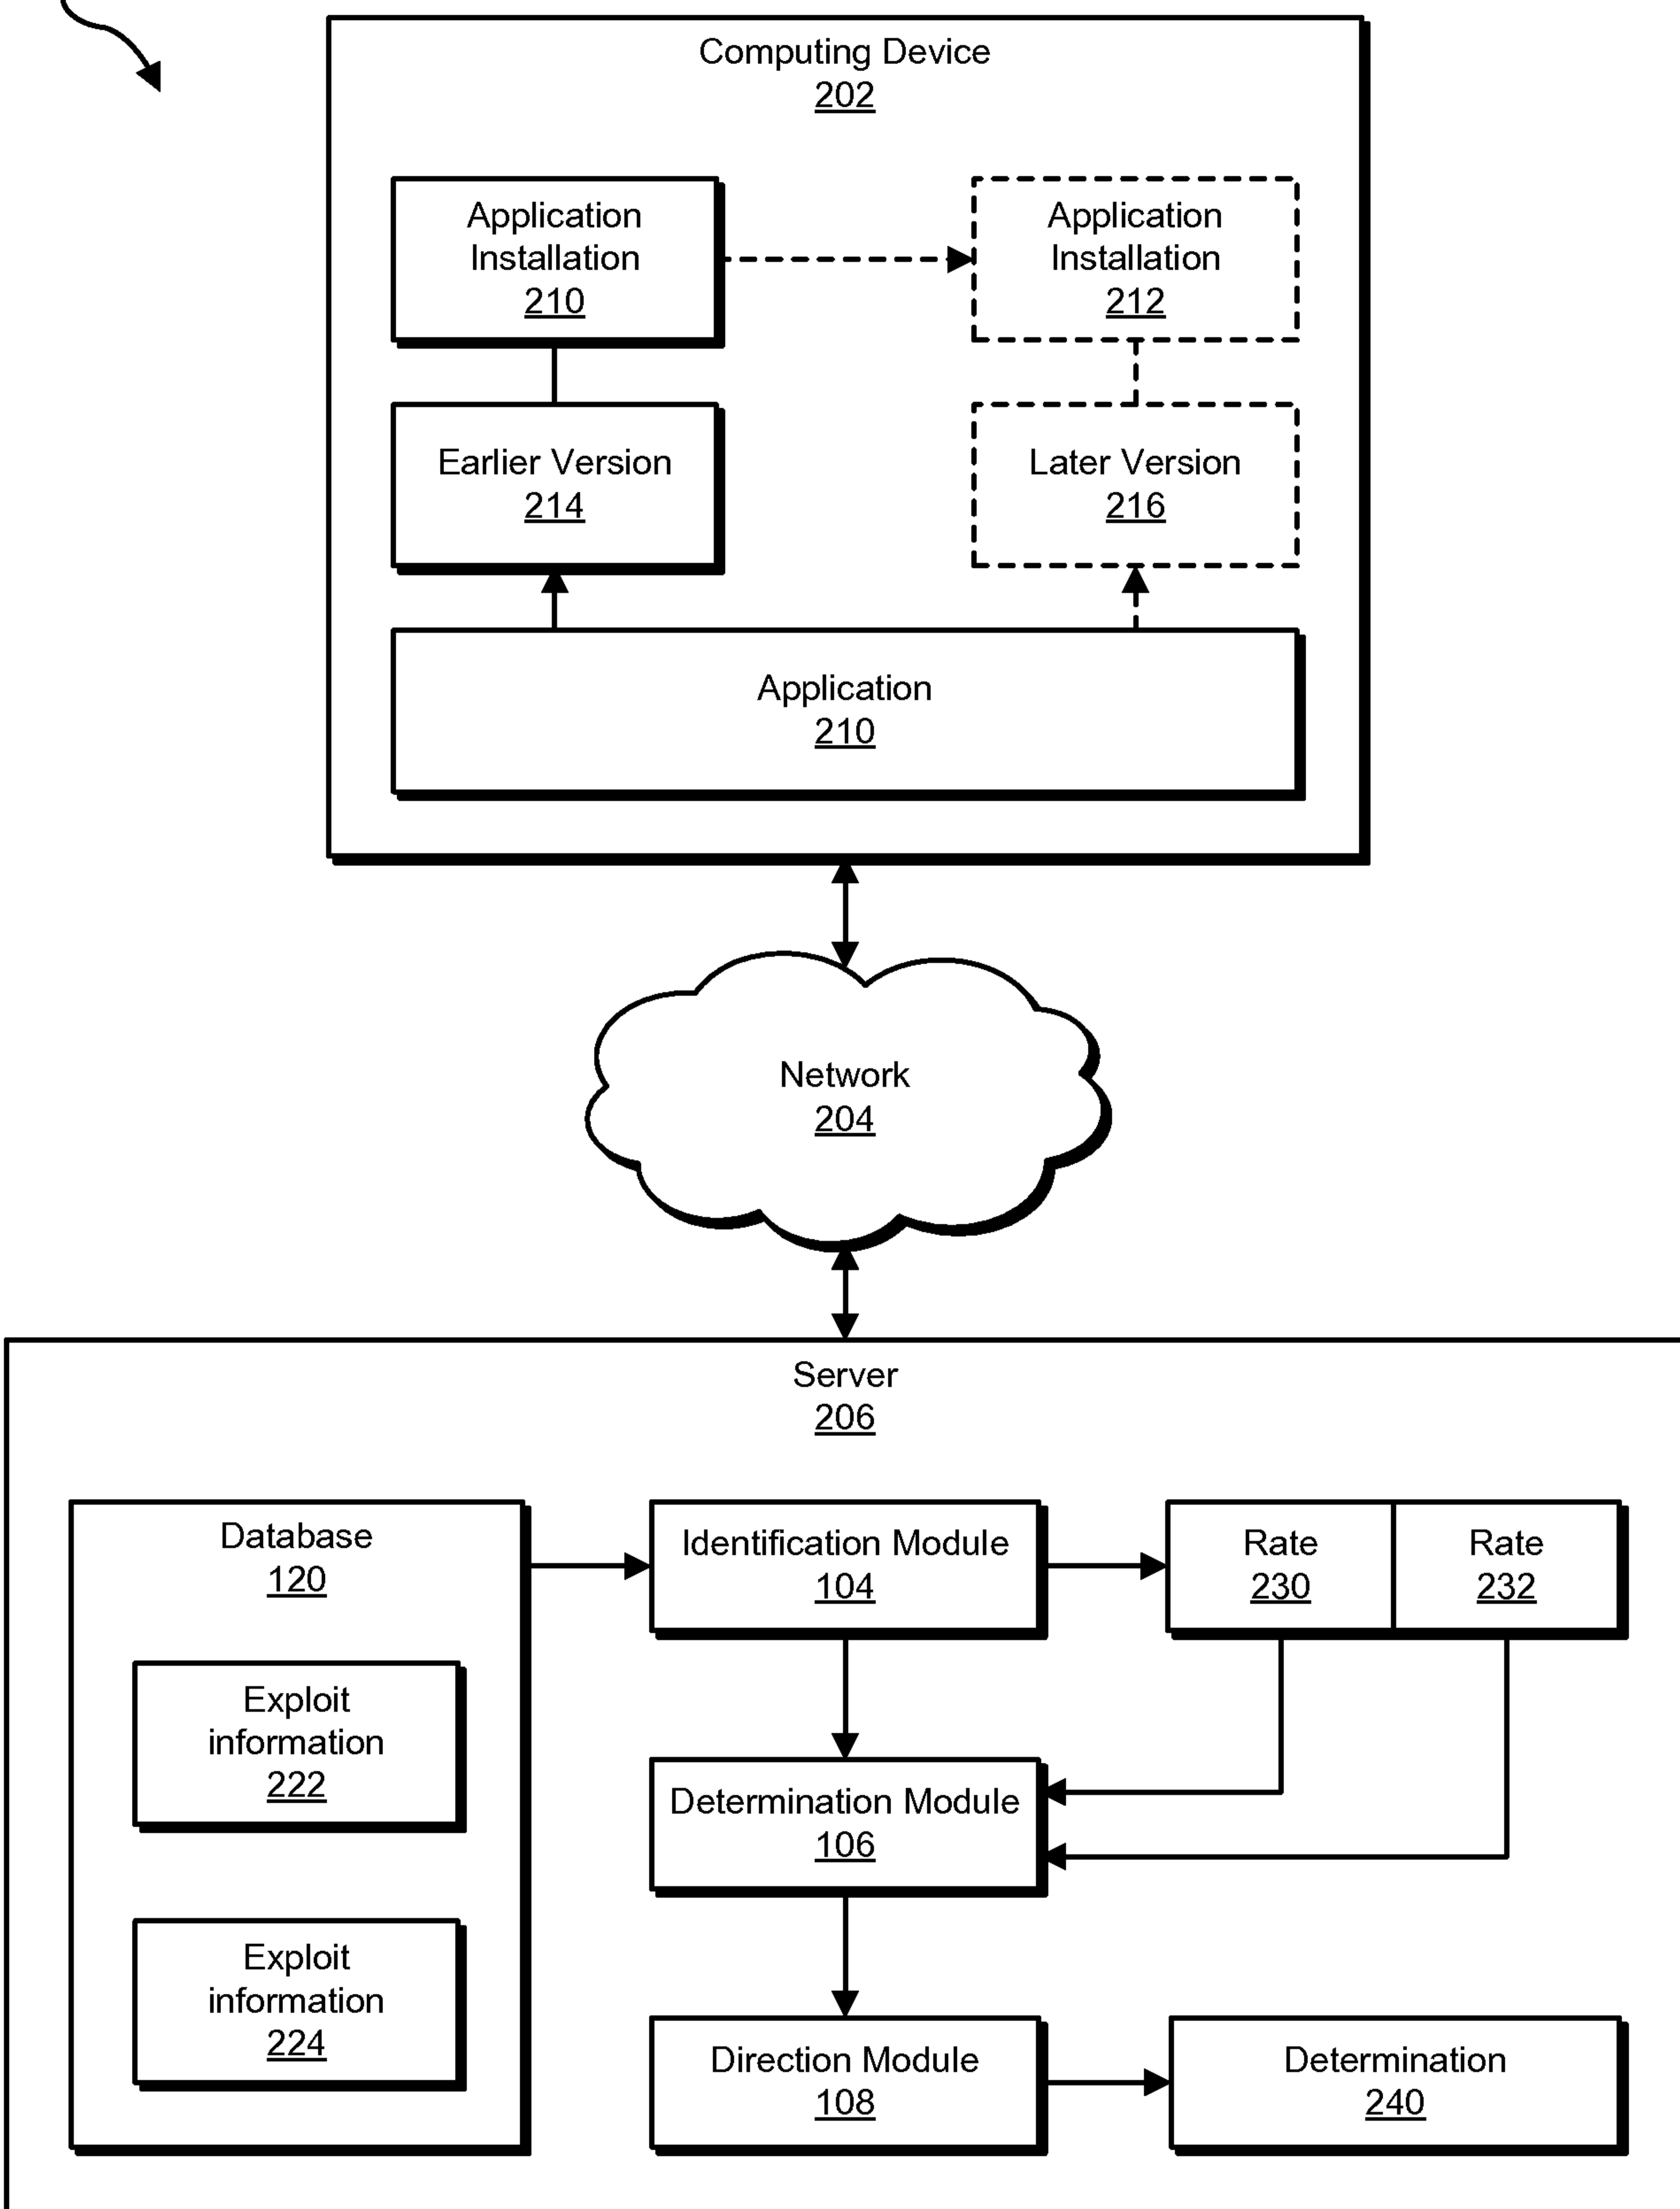 Computing Device
202
Application
Installation
210
Application
Installation
212
Earlier Version
214
Later Version
216
Application
210
Network
204
Server
206
Database
120
Exploit
information
222
Exploit
information
224
Identification Module
104
Rate
230
Rate
232
Determination Module
106
Direction Module
108
Determination
240